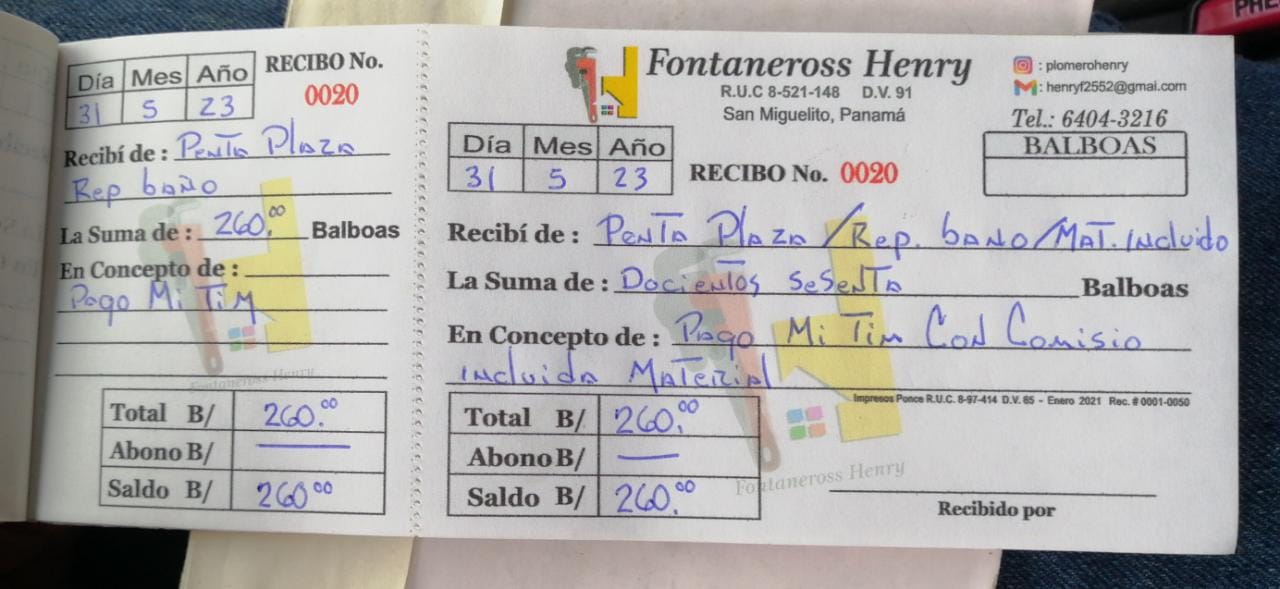 Día Mes Año RECIBO No.
31 5 23 0020
Recibí de : Penta Plaza
Rep baño
La Suma de : 260.00 Balboas
En Concepto de :
Pago Mi Tim
Fontaneross Henry
Total B/ 260.00
Abono B/ —
Saldo B/ 260.00
Fontaneross Henry
R.U.C 8-521-148 D.V. 91
San Miguelito, Panamá
: plomerohenry
: henryf2552@gmai.com
Tel.: 6404-3216
BALBOAS
Día Mes Año
31 5 23
RECIBO No. 0020
Recibí de : Penta Plaza / Rep. baño / Mat. incluido
La Suma de : Docientos sesenta Balboas
En Concepto de : Pago Mi Tim Con Comisio
incluida Material
Impresos Ponce R.U.C. 8-97-414 D.V. 65 - Enero 2021 Rec. # 0001-0050
Total B/. 260.00
Abono B/ —
Saldo B/ 260.00
Fontaneross Henry
Recibido por